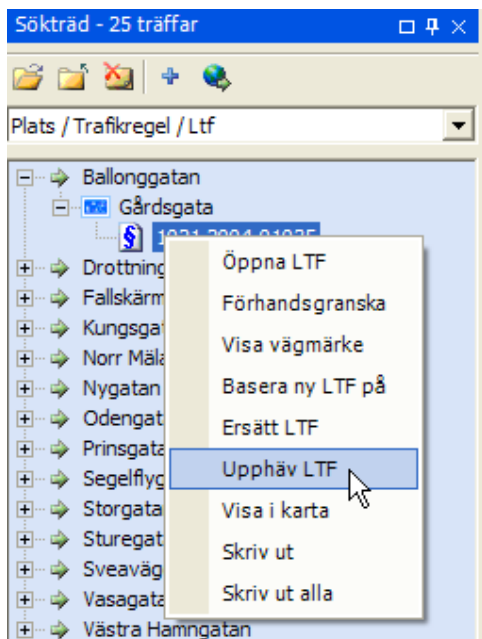 Sökträd - 25 träffar
Plats / Trafikregel / Ltf
Ballonggatan
Gårdsgata
Öppna LTF
Förhandsgranska
Visa vägmärke
Basera ny LTF på
Ersätt LTF
Upphäv LTF
Visa i karta
Skriv ut
Skriv ut alla
Drottning
Fallskärm
Kungsga
Norr Mäla
Nygatan
Odengat
Prinsgata
Segelflyg
Storgata
Sturegat
Sveaväg
Vasagata
Västra Hamngatan